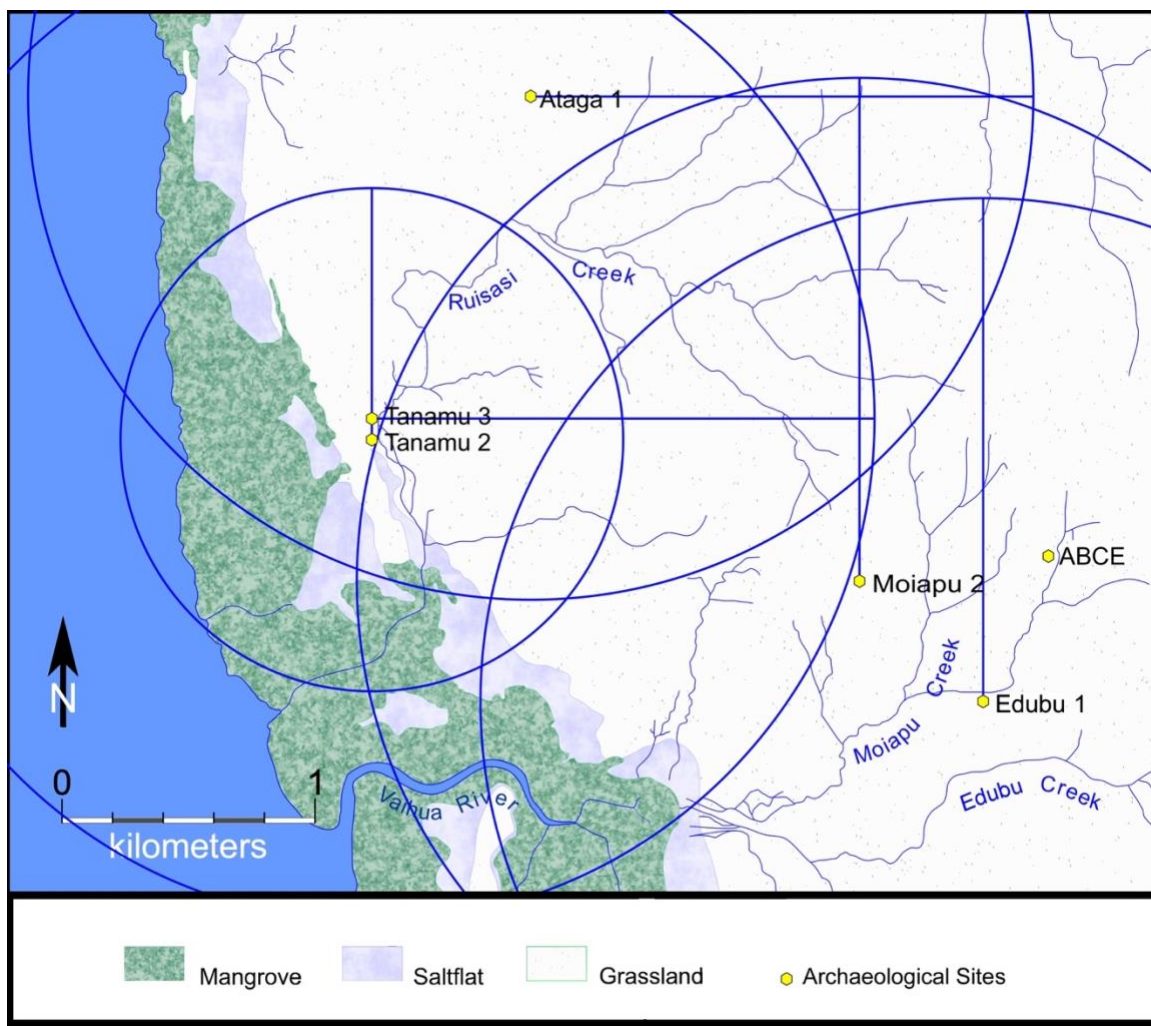 Ataga 1
Ruisasi Creek
Tanamu 3
Tanamu 2
ABCE
Moiapu 2
Edubu 1
Moiapu Creek
Edubu Creek
Vaihua River
N
0 1
kilometers
Mangrove
Saltflat
Grassland
Archaeological Sites